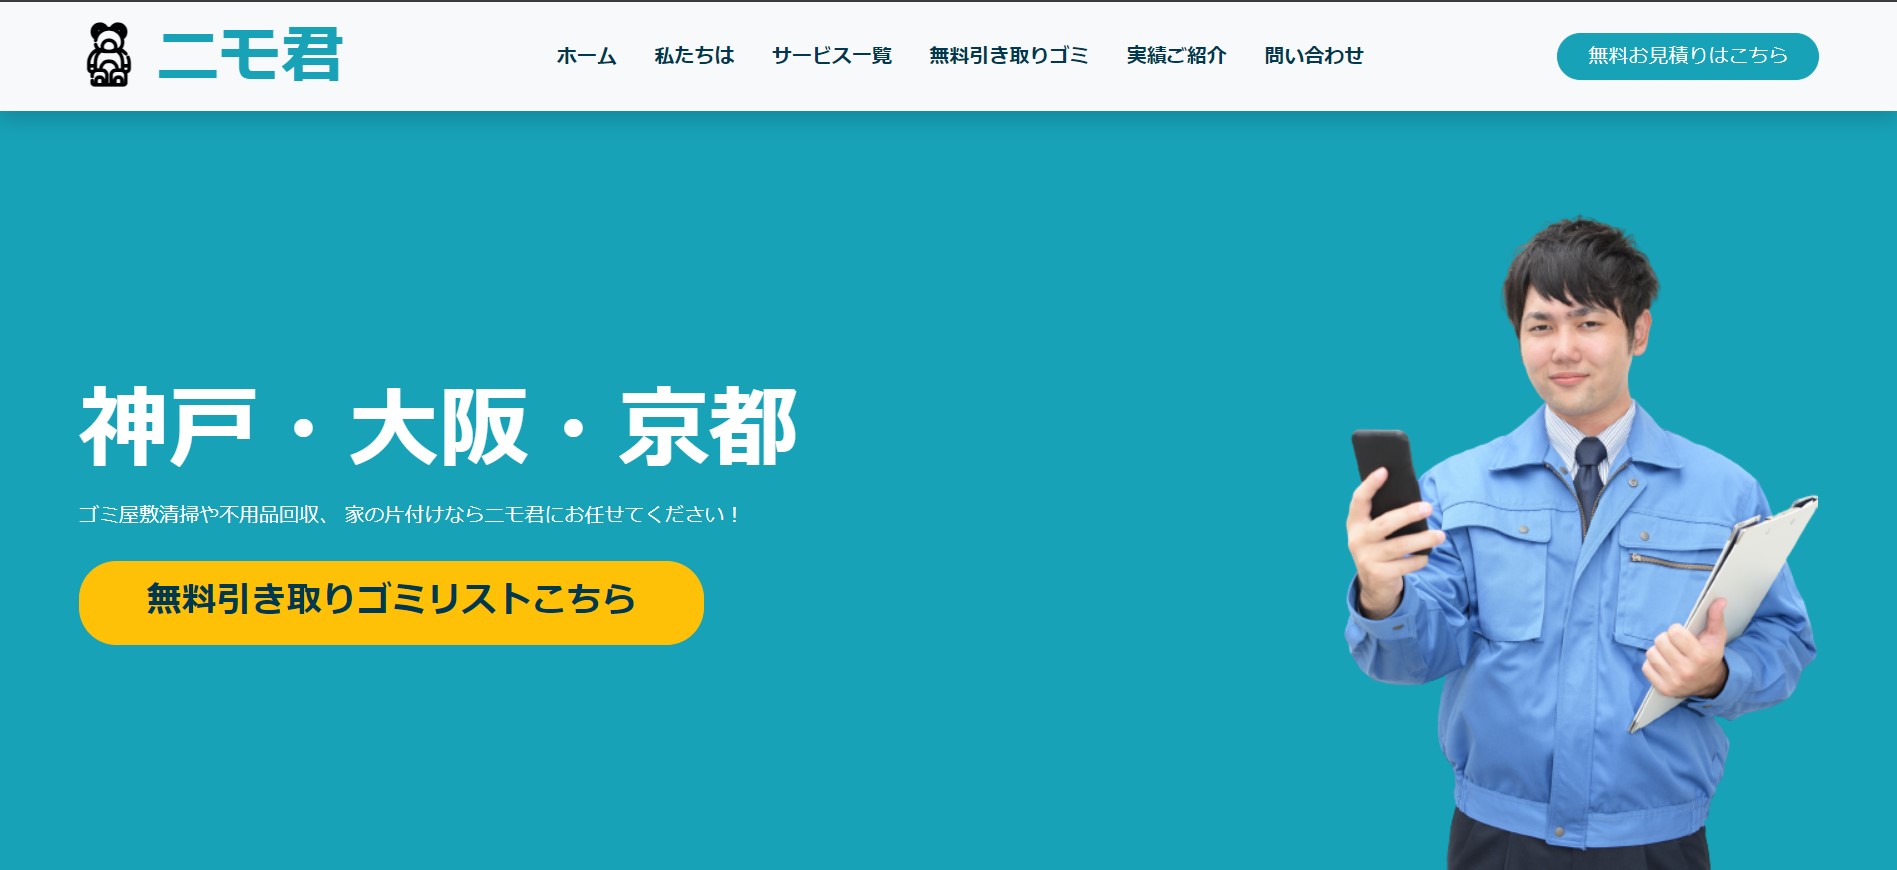 ニモ君
ホーム
私たちは
サービス一覧
無料引き取りゴミ
実績ご紹介
問い合わせ
無料お見積りはこちら
神戸・大阪・京都
ゴミ屋敷清掃や不用品回収、 家の片付けなら二モ君にお任せてください！
無料引き取りゴミリストこちら